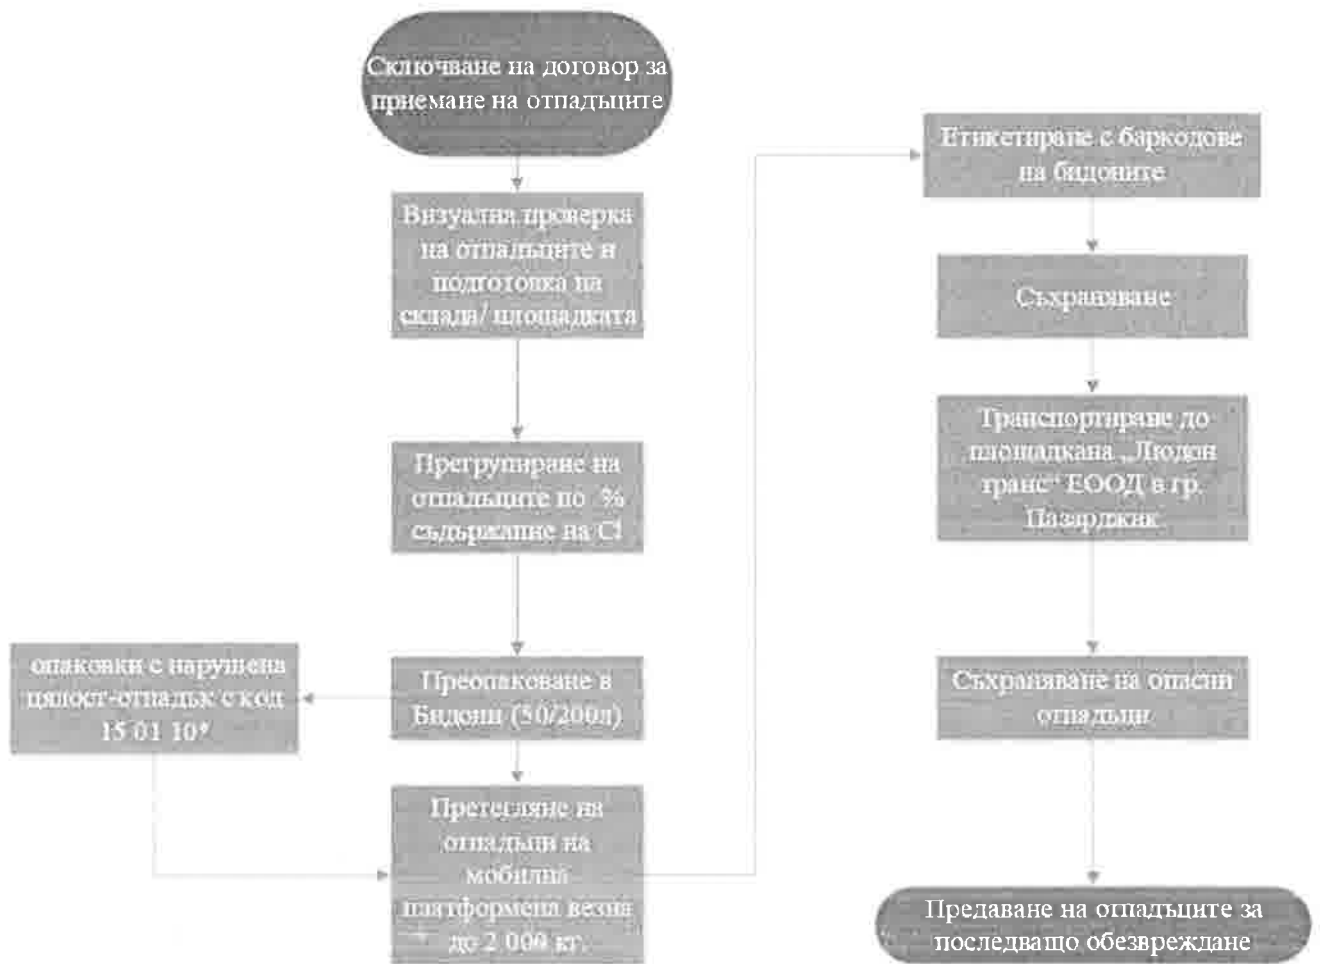 Сключване на договор за
приемане на отпадъците
Визуална проверка
на отпадъците и
подготовка на
склада/ площадката
Прегрупиране на
отпадъците по %
съдържание на Cl
Преопаковане в
Бидони (50/200л)
опаковки с нарушена
цялост-отпадък с код
15 01 10*
Претегляне на
отпадъци на
мобилна
платформена везна
до 2 000 кг.
Етикетиране с баркодове
на бидоните
Съхраняване
Транспортиране до
площадкана „Людон
транс“ ЕООД в гр.
Пазарджик
Съхраняване на опасни
отпадъци
Предаване на отпадъците за
последващо обезвреждане